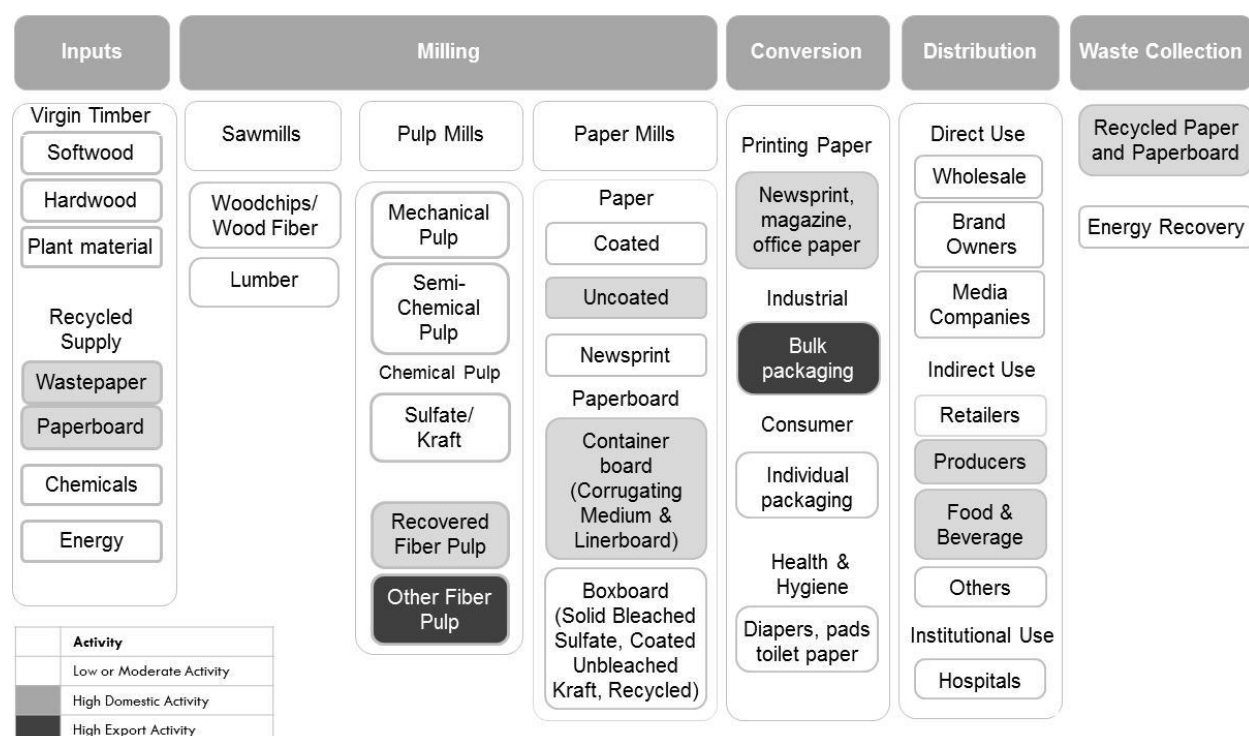 Inputs
Milling
Conversion
Distribution
Waste Collection
Virgin Timber
Softwood
Hardwood
Plant material
Recycled
Supply
Wastepaper
Paperboard
Chemicals
Energy
Sawmills
Woodchips/
Wood Fiber
Lumber
Pulp Mills
Mechanical
Pulp
Semi-
Chemical
Pulp
Chemical Pulp
Sulfate/
Kraft
Recovered
Fiber Pulp
Other Fiber
Pulp
Paper Mills
Paper
Coated
Uncoated
Newsprint
Paperboard
Container
board
(Corrugating
Medium &
Linerboard)
Boxboard
(Solid Bleached
Sulfate, Coated
Unbleached
Kraft, Recycled)
Printing Paper
Newsprint,
magazine,
office paper
Industrial
Bulk
packaging
Consumer
Individual
packaging
Health &
Hygiene
Diapers, pads
toilet paper
Direct Use
Wholesale
Brand
Owners
Media
Companies
Indirect Use
Retailers
Producers
Food &
Beverage
Others
Institutional Use
Hospitals
Recycled Paper
and Paperboard
Energy Recovery
Activity
Low or Moderate Activity
High Domestic Activity
High Export Activity